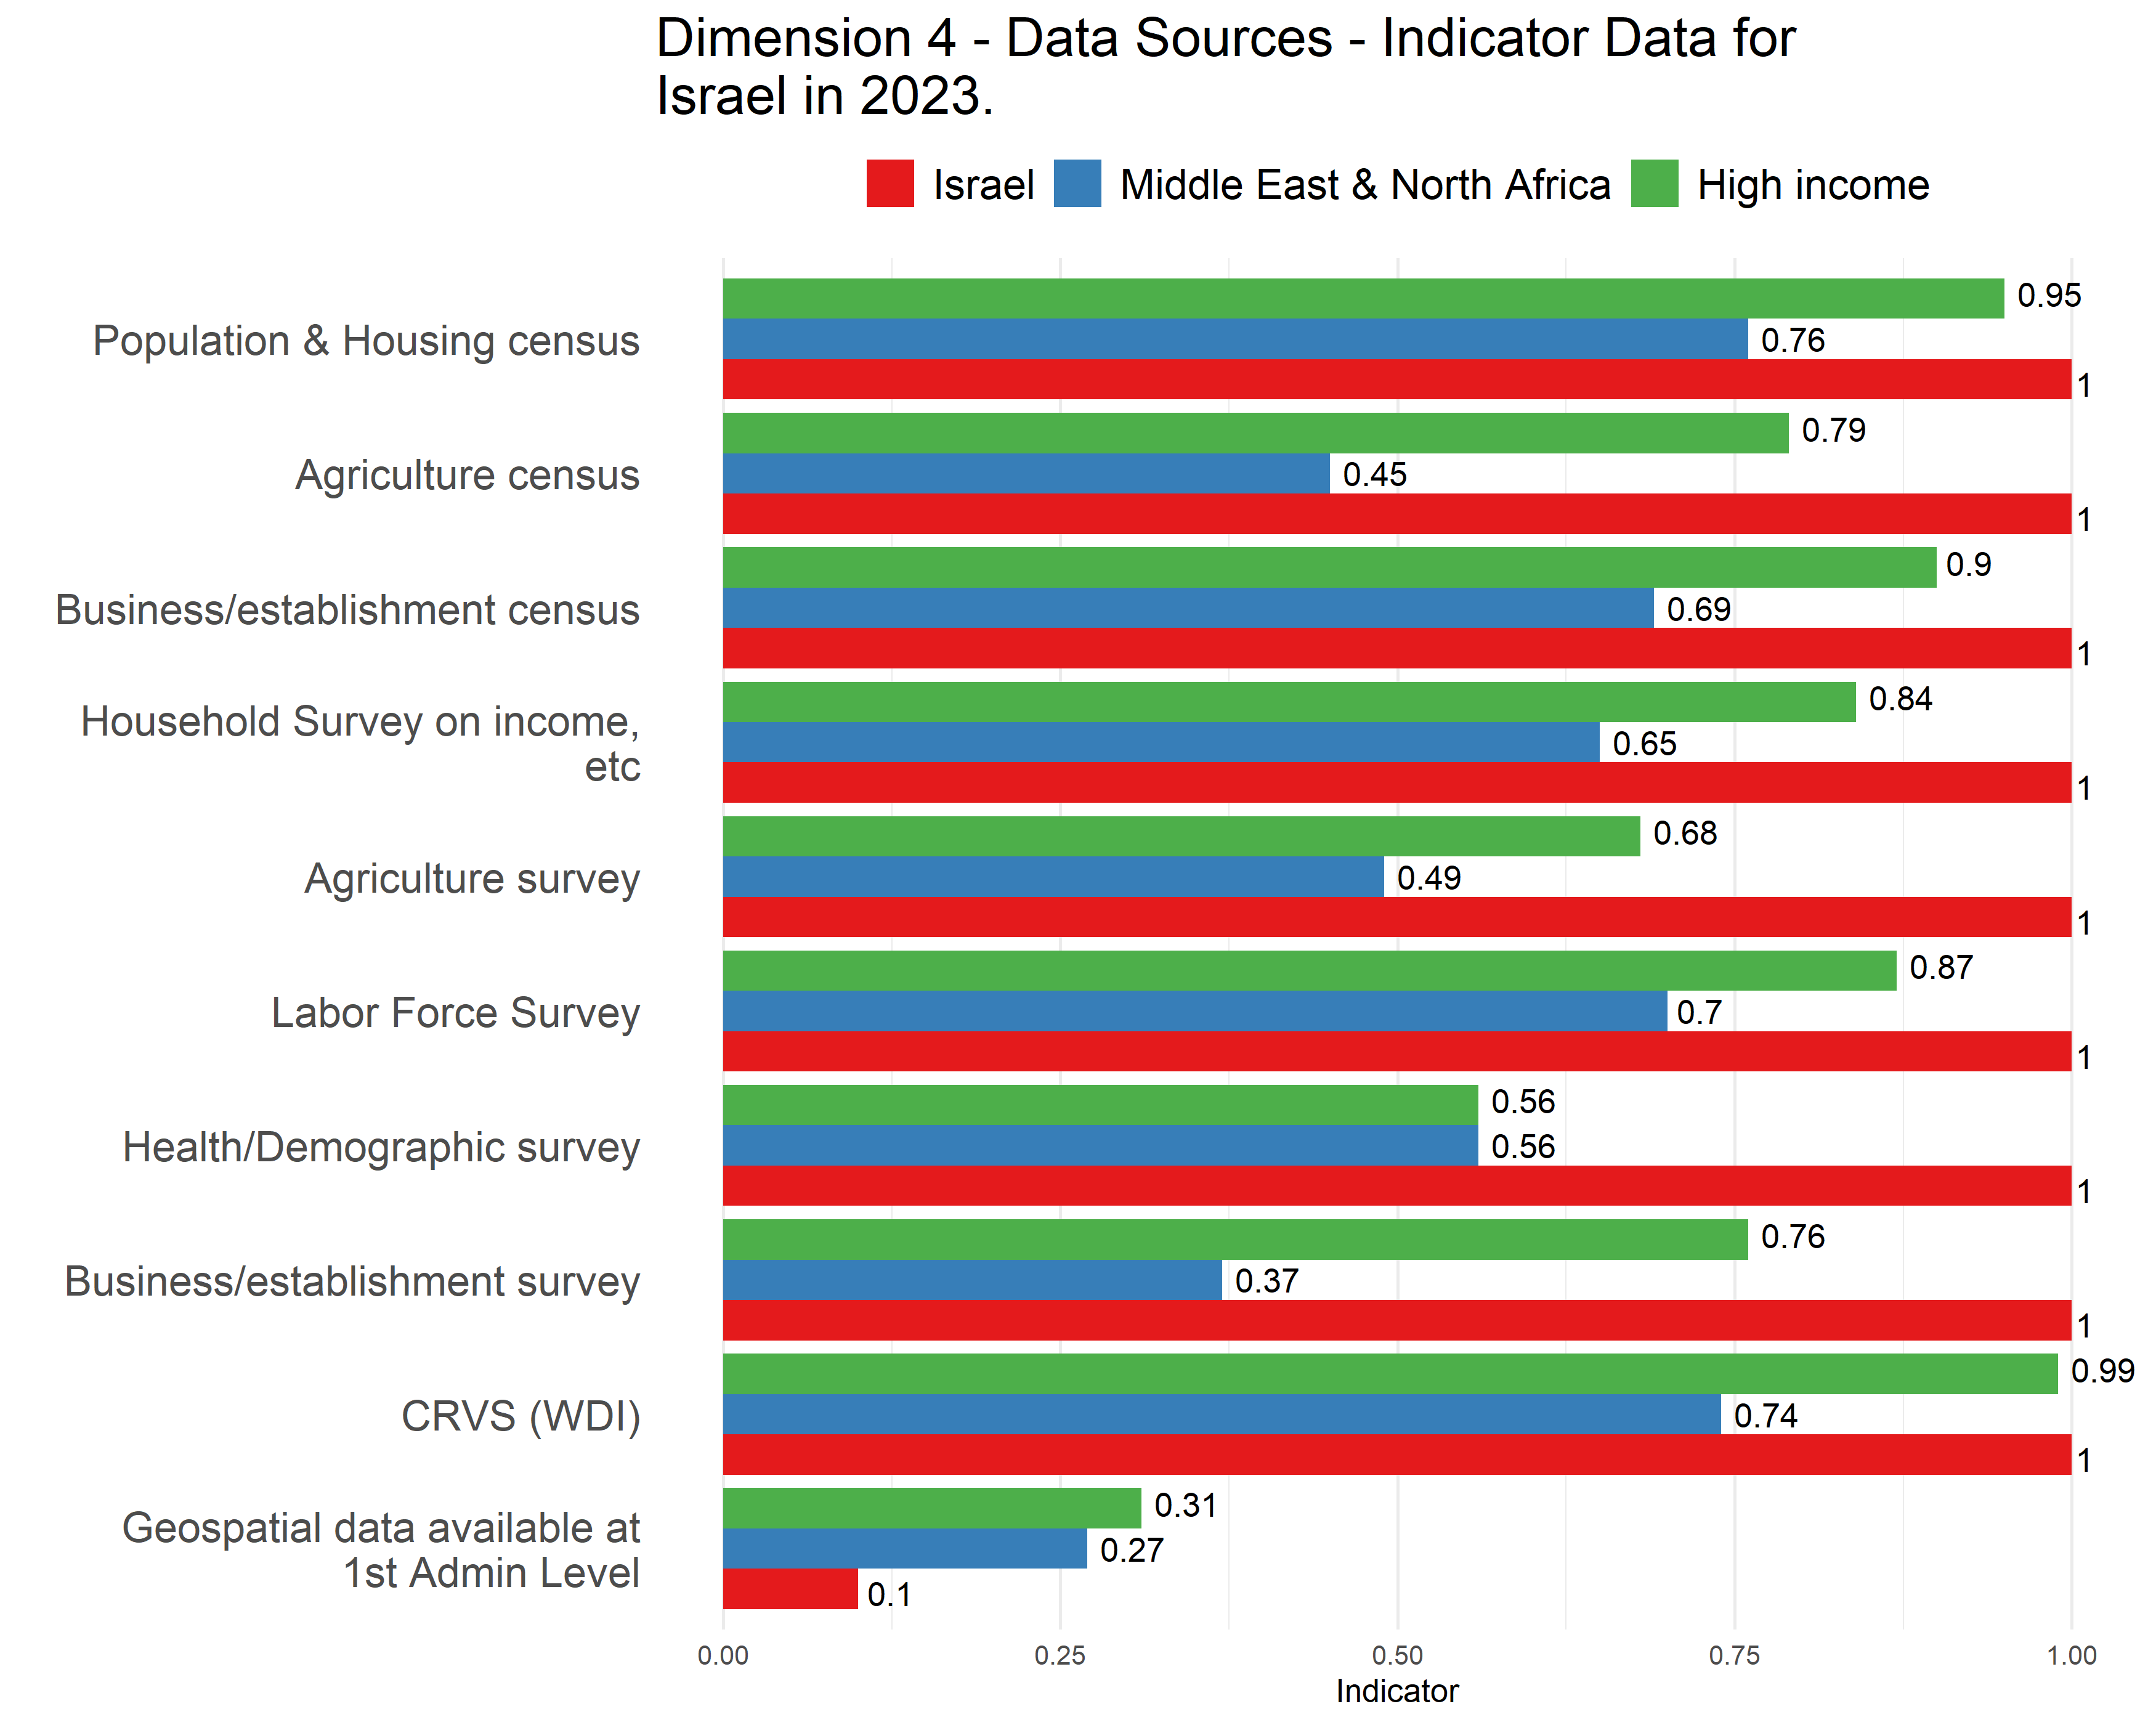 Dimension 4 - Data Sources - Indicator Data for
Israel in 2023.
Israel
Middle East & North Africa
High income
Population & Housing census
0.95
0.76
1
Agriculture census
0.79
0.45
1
Business/establishment census
0.9
0.69
1
Household Survey on income,
etc
0.84
0.65
1
Agriculture survey
0.68
0.49
1
Labor Force Survey
0.87
0.7
1
Health/Demographic survey
0.56
0.56
1
Business/establishment survey
0.76
0.37
1
CRVS (WDI)
0.99
0.74
1
Geospatial data available at
1st Admin Level
0.31
0.27
0.1
0.00
0.25
0.50
0.75
1.00
Indicator